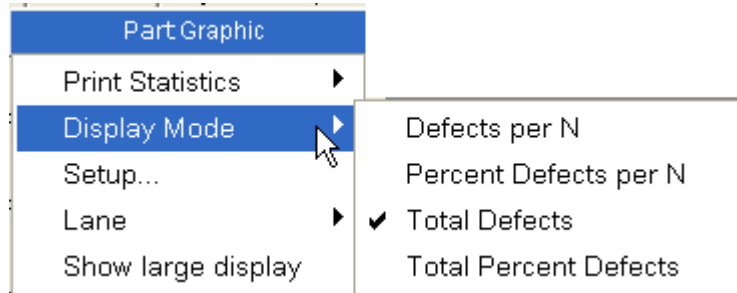 Part Graphic
Print Statistics
Display Mode
Setup...
Lane
Show large display
Defects per N
Percent Defects per N
Total Defects
Total Percent Defects